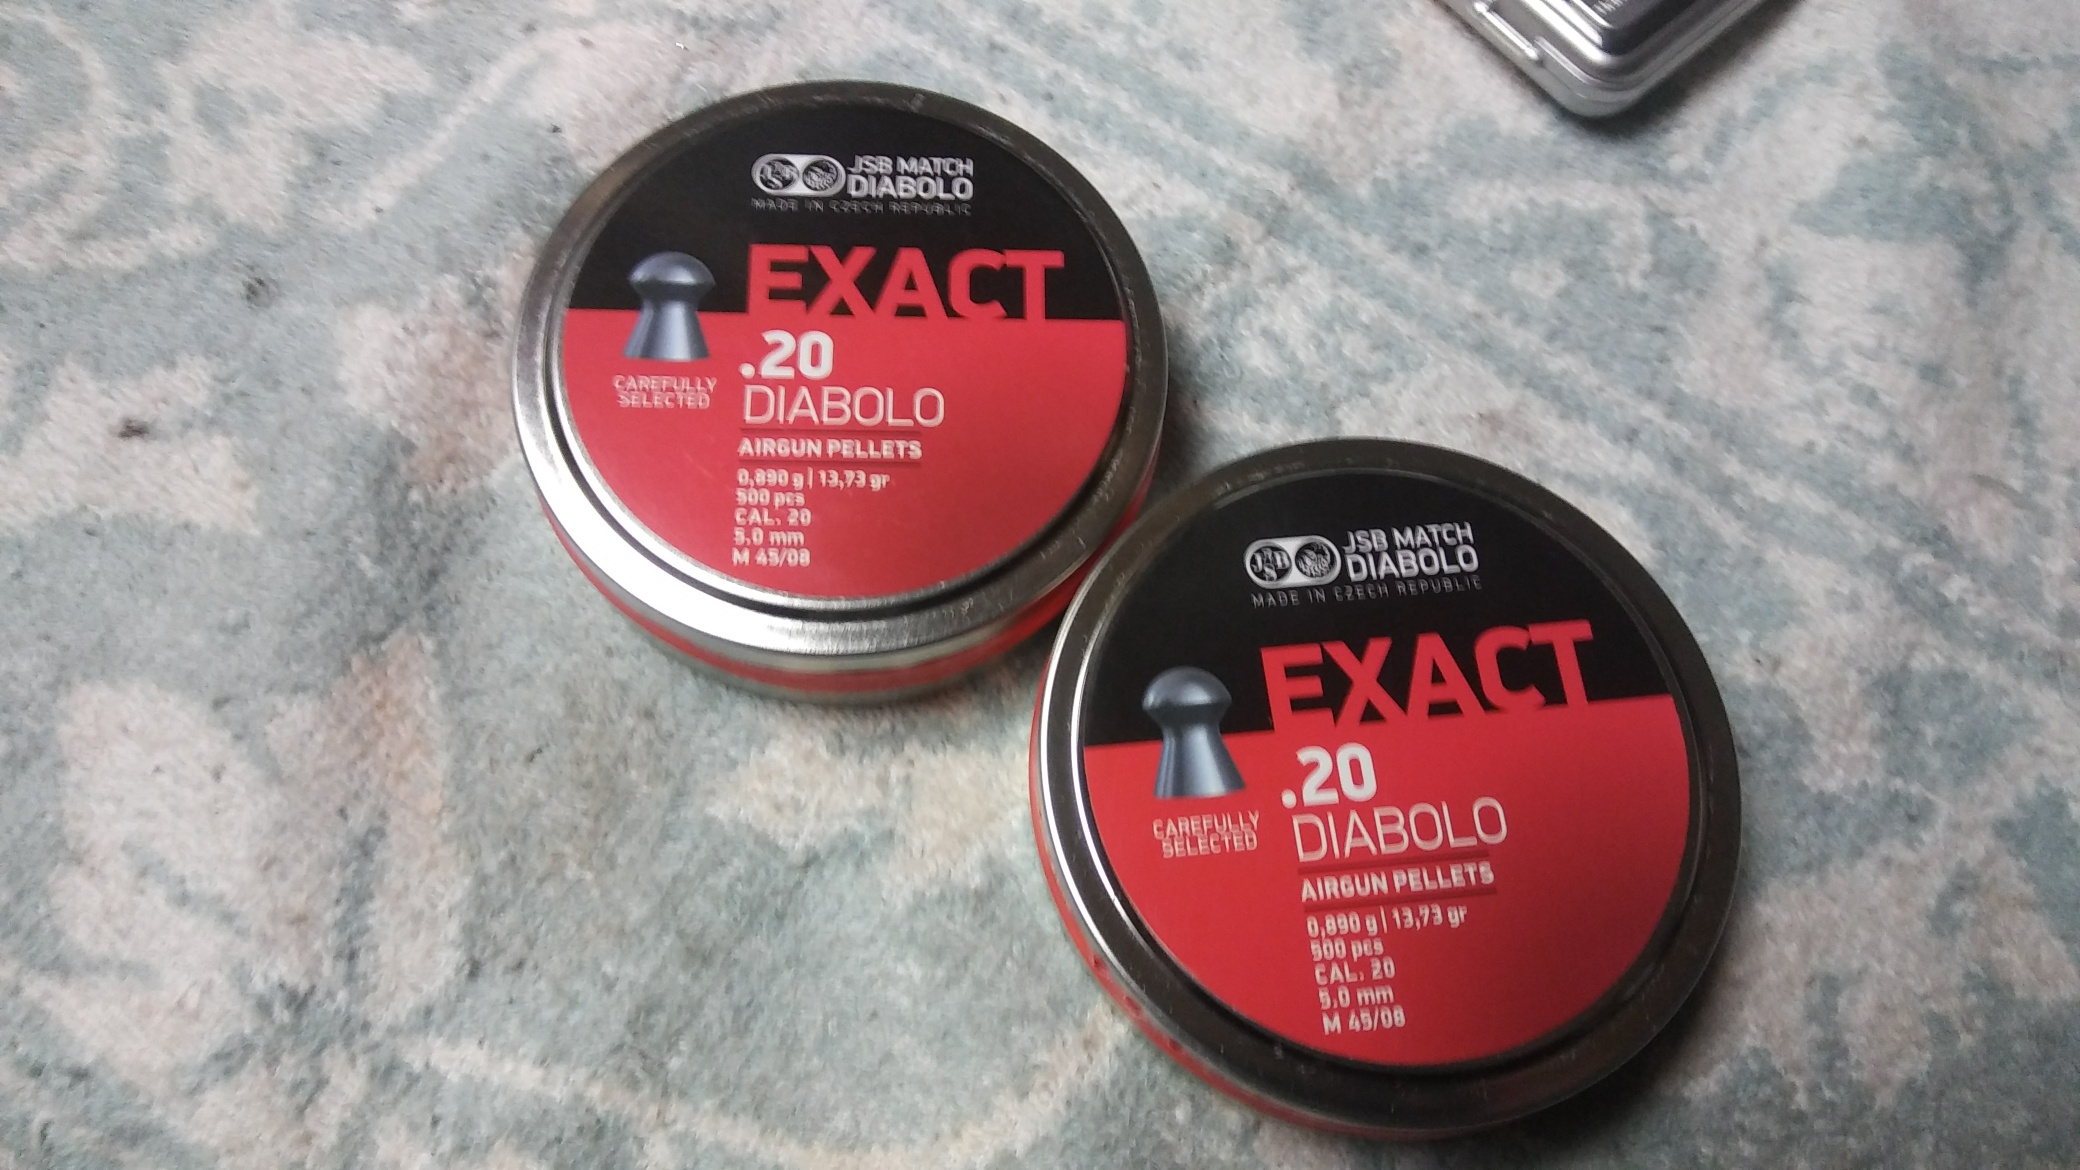 JSB MATCH
DIABOLO
MADE IN CZECH REPUBLIC
EXACT
.20
DIABOLO
CAREFULLY
SELECTED
AIRGUN PELLETS
0,890 g | 13,73 gr
500 pcs
CAL. 20
5.0 mm
M 45/08
JSB MATCH
DIABOLO
MADE IN CZECH REPUBLIC
EXACT
.20
DIABOLO
CAREFULLY
SELECTED
AIRGUN PELLETS
0,890 g | 13,73 gr
500 pcs
CAL. 20
5.0 mm
M 45/08